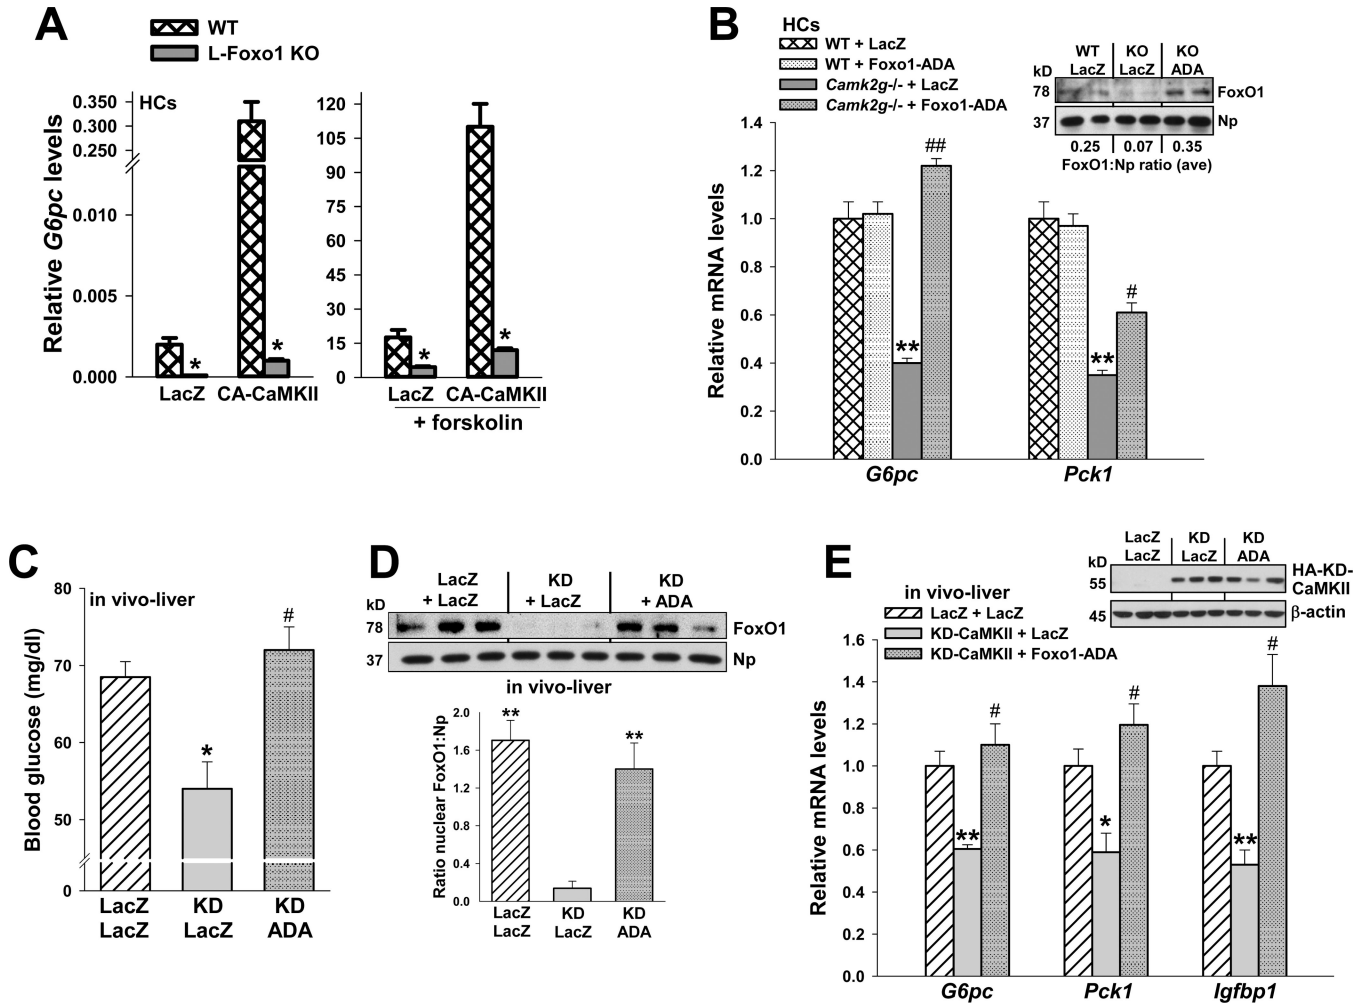 A
WT
L-Foxo1 KO
HCs
Relative G6pc levels
0.350
0.300
0.250
0.010
0.005
0.000
*
*
LacZ CA-CaMKII
120
105
90
75
60
45
30
15
0
*
*
LacZ CA-CaMKII
+ forskolin
B
HCs
WT + LacZ
WT + Foxo1-ADA
Camk2g-/- + LacZ
Camk2g-/- + Foxo1-ADA
WT KO KO
kD LacZ LacZ ADA
78 FoxO1
37 Np
0.25 0.07 0.35
FoxO1:Np ratio (ave)
Relative mRNA levels
1.4
1.2
1.0
0.8
0.6
0.4
0.2
0.0
**
##
**
#
G6pc Pck1
C
in vivo-liver
Blood glucose (mg/dl)
80
70
60
50
0
*
#
LacZ KD KD
LacZ LacZ ADA
D
LacZ KD KD
+ LacZ + LacZ + ADA
kD
78 FoxO1
37 Np
in vivo-liver
Ratio nuclear FoxO1:Np
2.0
1.6
1.2
0.8
0.4
0.0
**
**
LacZ KD KD
LacZ LacZ ADA
E
LacZ KD KD
kD LacZ LacZ ADA
55 HA-KD-
CaMKII
45 β-actin
in vivo-liver
LacZ + LacZ
KD-CaMKII + LacZ
KD-CaMKII + Foxo1-ADA
Relative mRNA levels
1.6
1.4
1.2
1.0
0.8
0.6
0.4
0.2
0.0
**
#
*
#
**
#
G6pc Pck1 Igfbp1